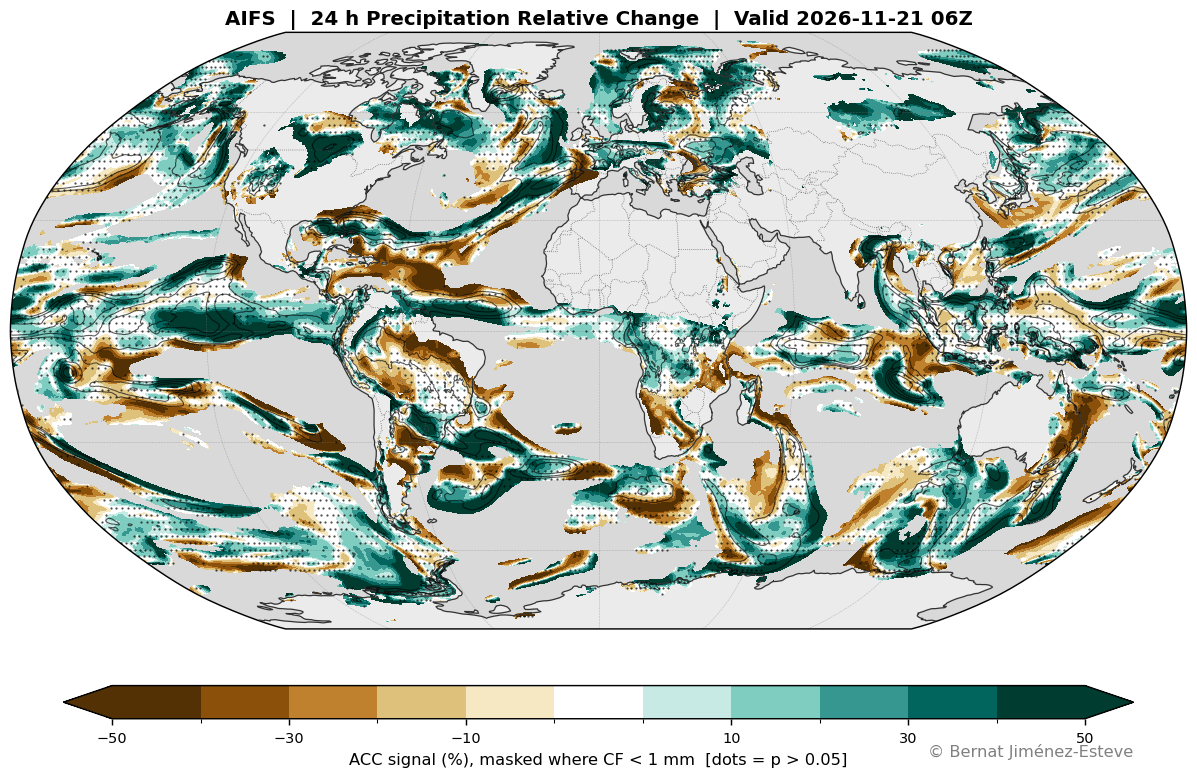 AIFS | 24 h Precipitation Relative Change | Valid 2026-11-21 06Z
−50 −30 −10 10 30 50
© Bernat Jiménez-Esteve
ACC signal (%), masked where CF < 1 mm [dots = p > 0.05]